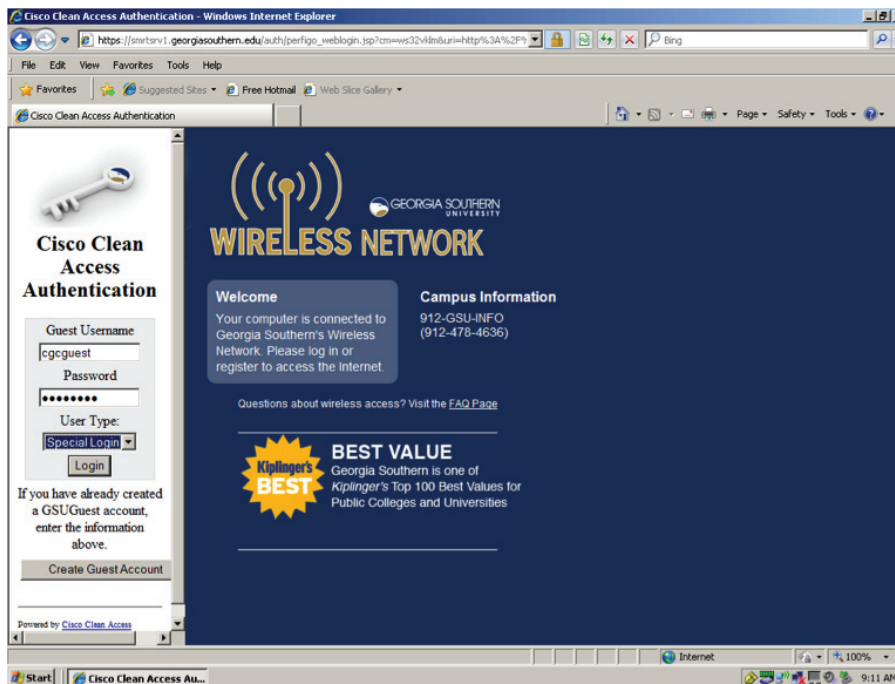 Cisco Clean Access Authentication - Windows Internet Explorer
https://smrtsrv1.georgiasouthern.edu/auth/perfigo_weblogin.jsp?cm=ws32vklm&uri=http%3A%2F%
Bing
File Edit View Favorites Tools Help
Favorites Suggested Sites Free Hotmail Web Slice Gallery
Cisco Clean Access Authentication
Page Safety Tools
GEORGIA SOUTHERN
UNIVERSITY
WIRELESS NETWORK
Cisco Clean
Access
Authentication
Guest Username
cgcguest
Password
••••••••
User Type:
Special Login
Login
If you have already created
a GSUGuest account,
enter the information
above.
Create Guest Account
Powered by Cisco Clean Access
Welcome
Your computer is connected to
Georgia Southern's Wireless
Network. Please log in or
register to access the Internet.
Campus Information
912-GSU-INFO
(912-478-4636)
Questions about wireless access? Visit the FAQ Page
Kiplinger's
BEST
BEST VALUE
Georgia Southern is one of
Kiplinger's Top 100 Best Values for
Public Colleges and Universities
Internet
100%
Start
Cisco Clean Access Au...
9:11 AM